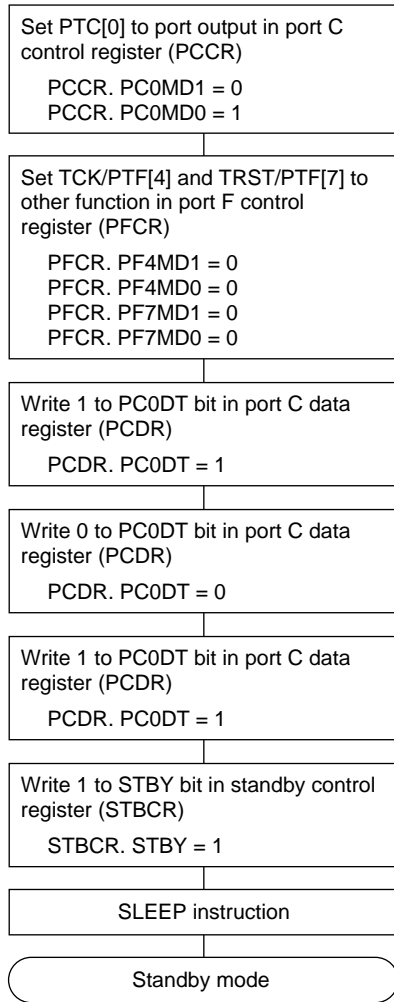 Set PTC[0] to port output in port C
control register (PCCR)
PCCR. PC0MD1 = 0
PCCR. PC0MD0 = 1
Set TCK/PTF[4] and TRST/PTF[7] to
other function in port F control
register (PFCR)
PFCR. PF4MD1 = 0
PFCR. PF4MD0 = 0
PFCR. PF7MD1 = 0
PFCR. PF7MD0 = 0
Write 1 to PC0DT bit in port C data
register (PCDR)
PCDR. PC0DT = 1
Write 0 to PC0DT bit in port C data
register (PCDR)
PCDR. PC0DT = 0
Write 1 to PC0DT bit in port C data
register (PCDR)
PCDR. PC0DT = 1
Write 1 to STBY bit in standby control
register (STBCR)
STBCR. STBY = 1
SLEEP instruction
Standby mode